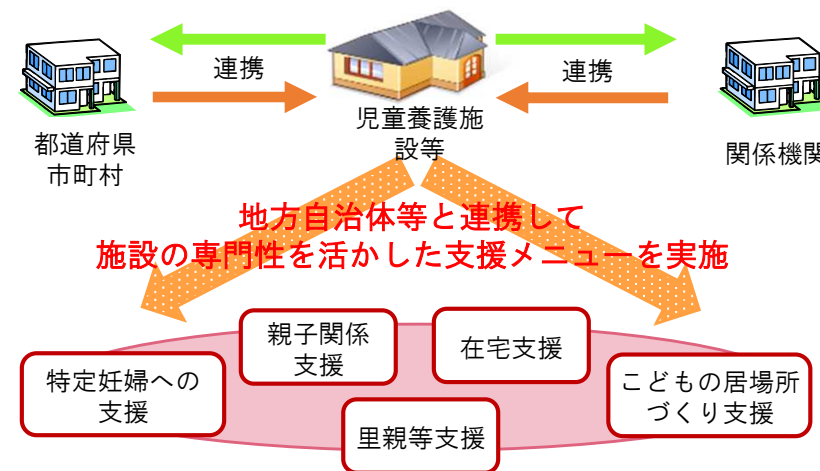 連携
連携
児童養護施
設等
都道府県
市町村
関係機関
地方自治体等と連携して
施設の専門性を活かした支援メニューを実施
親子関係
支援
在宅支援
特定妊婦への
支援
こどもの居場所
づくり支援
里親等支援